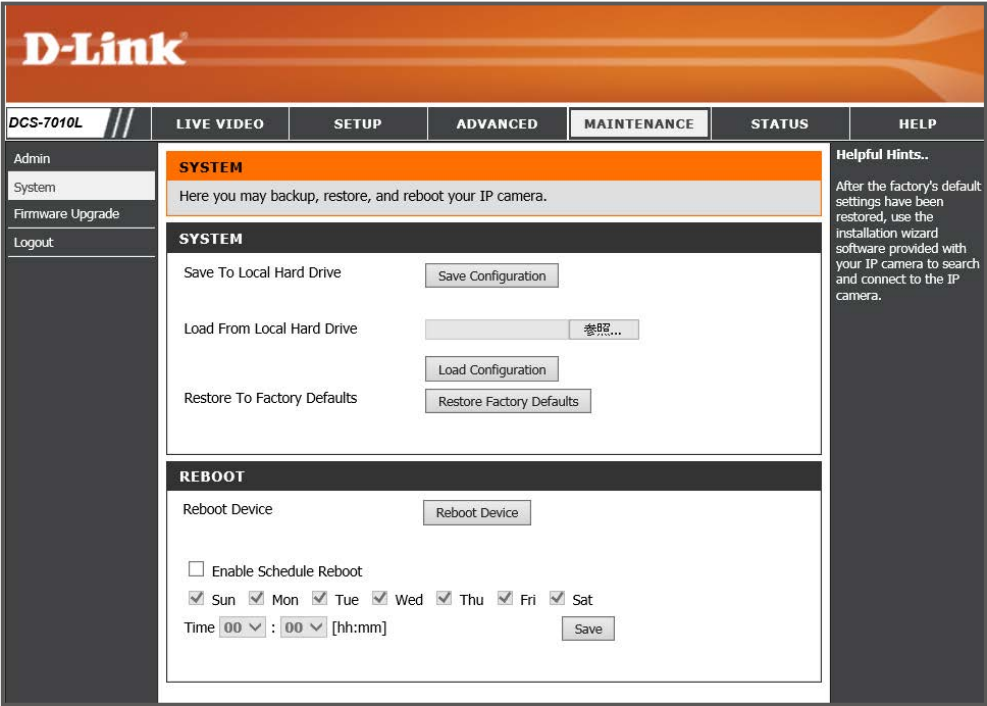 D-Link
DCS-7010L
LIVE VIDEO
SETUP
ADVANCED
MAINTENANCE
STATUS
HELP
Admin
System
Firmware Upgrade
Logout
SYSTEM
Here you may backup, restore, and reboot your IP camera.
SYSTEM
Save To Local Hard Drive
Save Configuration
Load From Local Hard Drive
参照...
Load Configuration
Restore To Factory Defaults
Restore Factory Defaults
REBOOT
Reboot Device
Reboot Device
Enable Schedule Reboot
Sun Mon Tue Wed Thu Fri Sat
Time 00 : 00 [hh:mm]
Save
Helpful Hints..
After the factory's default
settings have been
restored, use the
installation wizard
software provided with
your IP camera to search
and connect to the IP
camera.